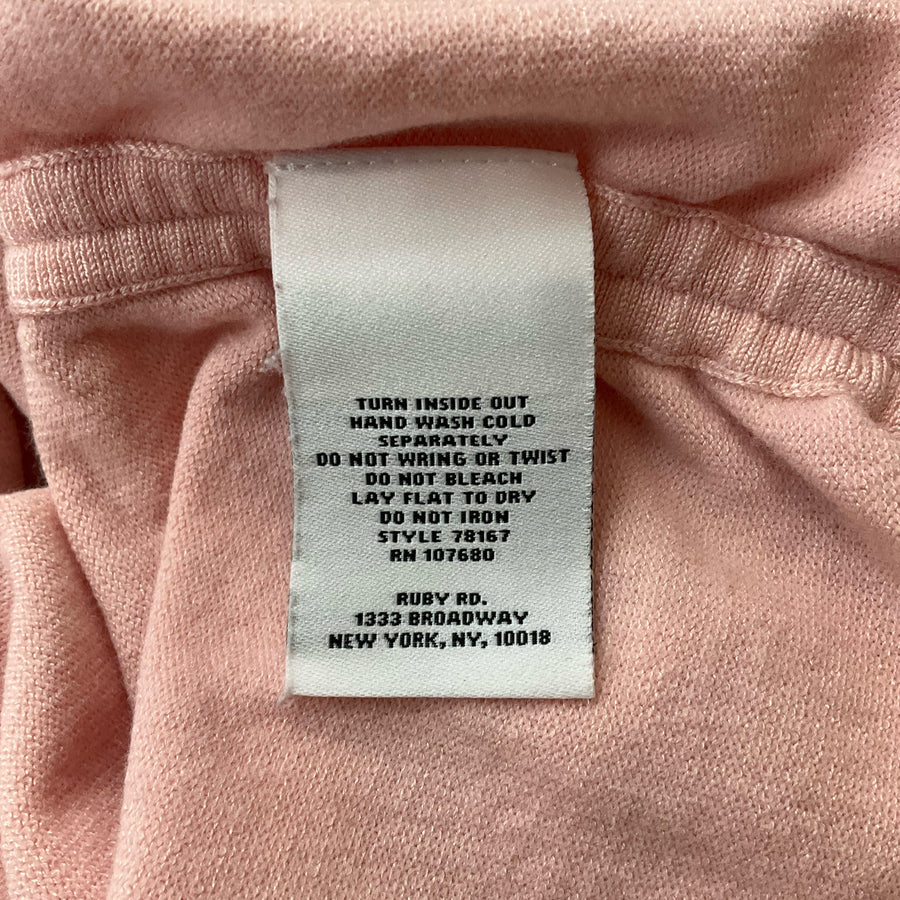 TURN INSIDE OUT
HAND WASH COLD
SEPARATELY
DO NOT WRING OR TWIST
DO NOT BLEACH
LAY FLAT TO DRY
DO NOT IRON
STYLE 78167
RN 107680
RUBY RD.
1333 BROADWAY
NEW YORK, NY, 10018